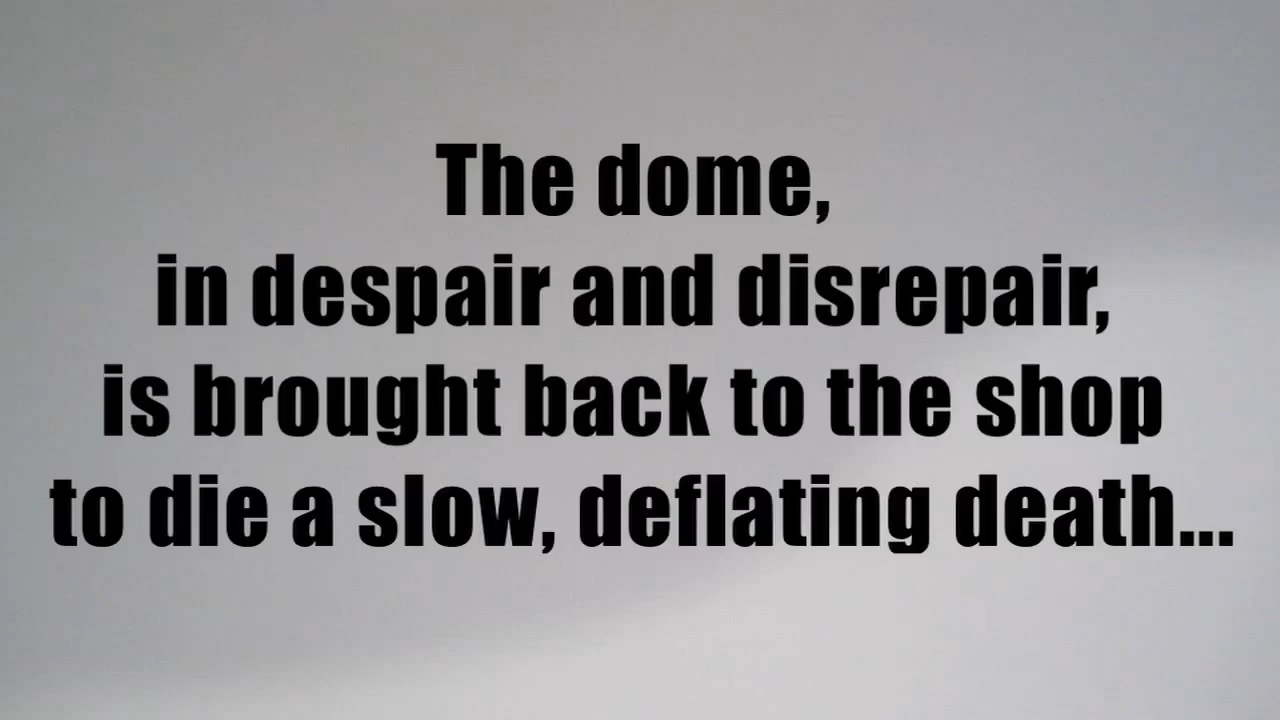 The dome,
in despair and disrepair,
is brought back to the shop
to die a slow, deflating death...